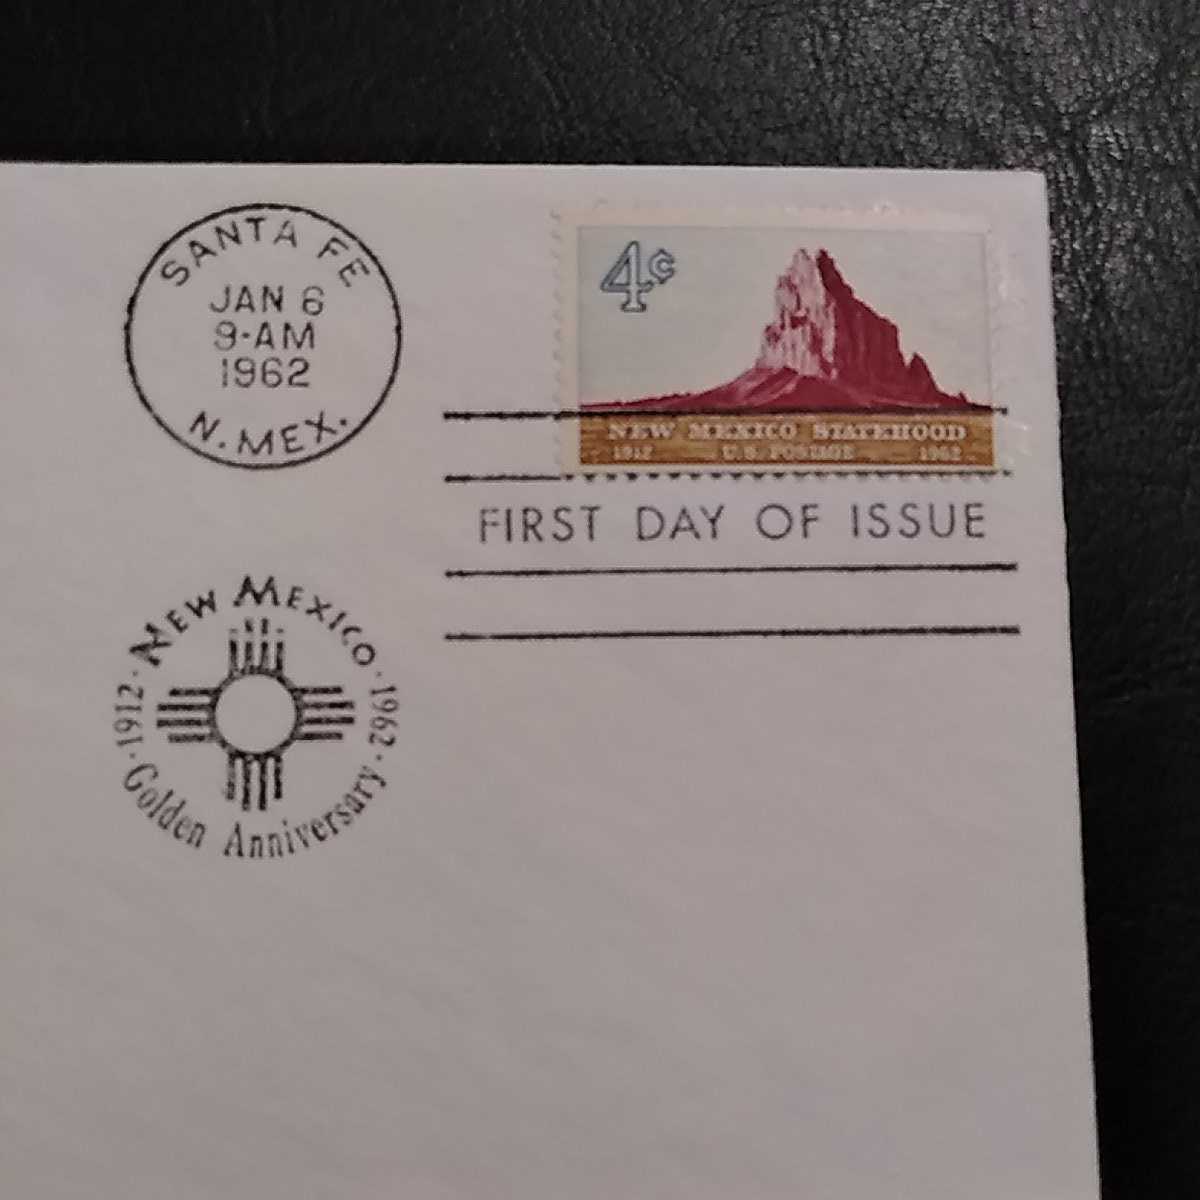 SANTA FE
JAN 6
9-AM
1962
N. MEX.
4¢
NEW MEXICO STATEHOOD
1912 U.S. POSTAGE 1962
FIRST DAY OF ISSUE
NEW MEXICO
·1912· ·1962·
Golden Anniversary